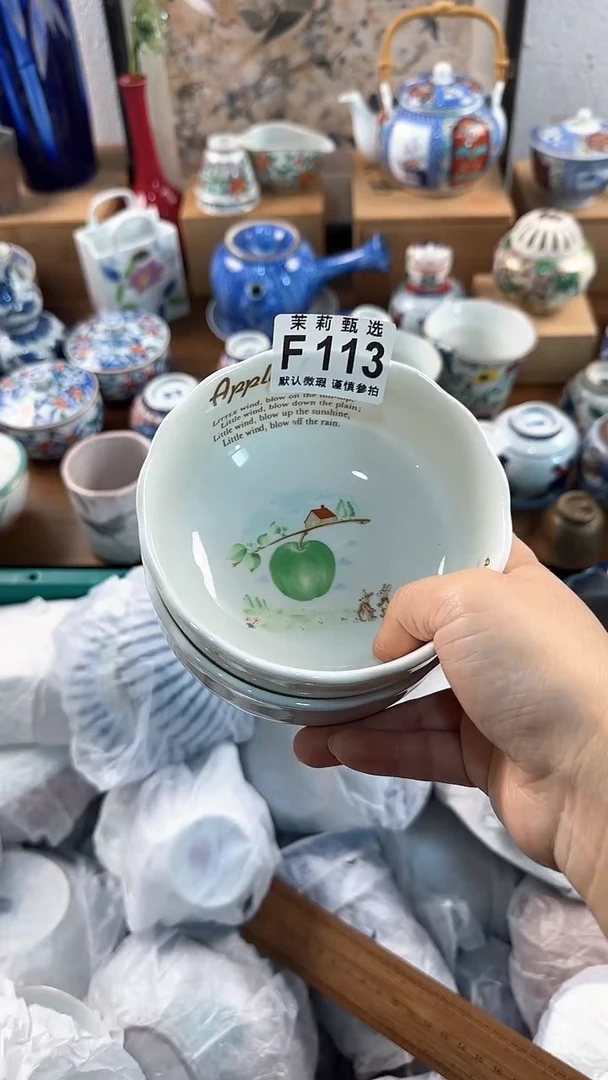 茉莉甄选
F 113
默认微瑕 谨慎参拍
Appl
Little wind, blow on the hill-top,
Little wind, blow down the plain;
Little wind, blow up the sunshine,
Little wind, blow off the rain.